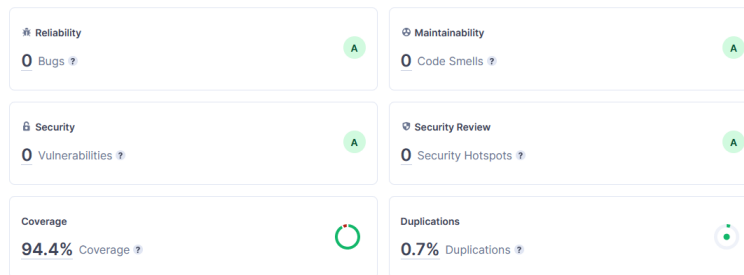 Reliability
0 Bugs ?
A
Maintainability
0 Code Smells ?
A
Security
0 Vulnerabilities ?
A
Security Review
0 Security Hotspots ?
A
Coverage
94.4% Coverage ?
Duplications
0.7% Duplications ?